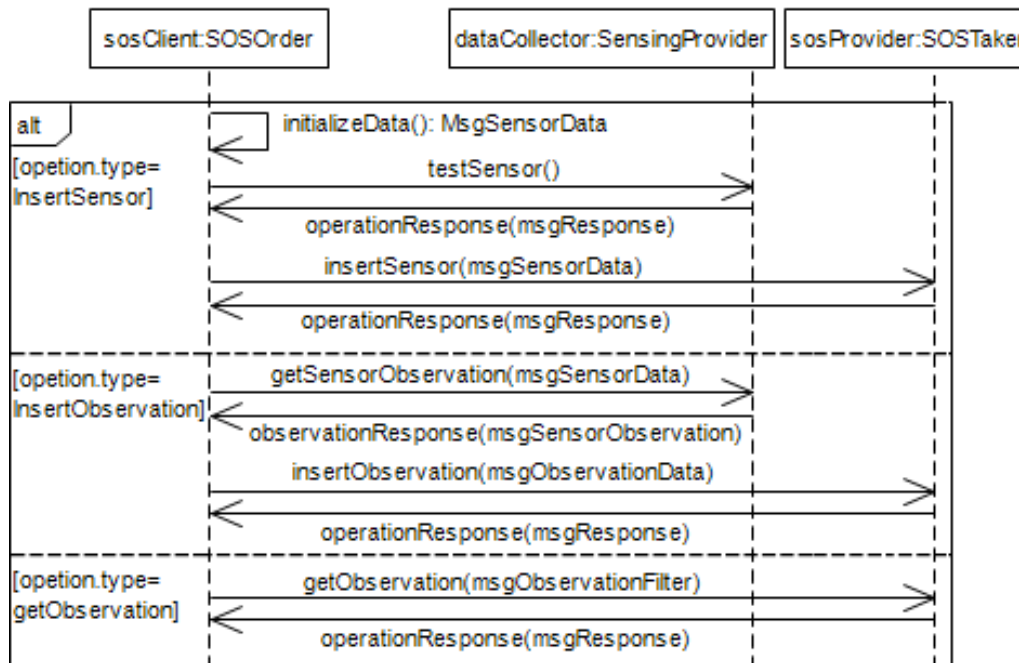 sosClient:SOSOrder
dataCollector:SensingProvider
sosProvider:SOSTaker
alt
initializeData(): MsgSensorData
[opetion.type=
InsertSensor]
testSensor()
operationResponse(msgResponse)
insertSensor(msgSensorData)
operationResponse(msgResponse)
[opetion.type=
InsertObservation]
getSensorObservation(msgSensorData)
observationResponse(msgSensorObservation)
insertObservation(msgObservationData)
operationResponse(msgResponse)
[opetion.type=
getObservation]
getObservation(msgObservationFilter)
operationResponse(msgResponse)